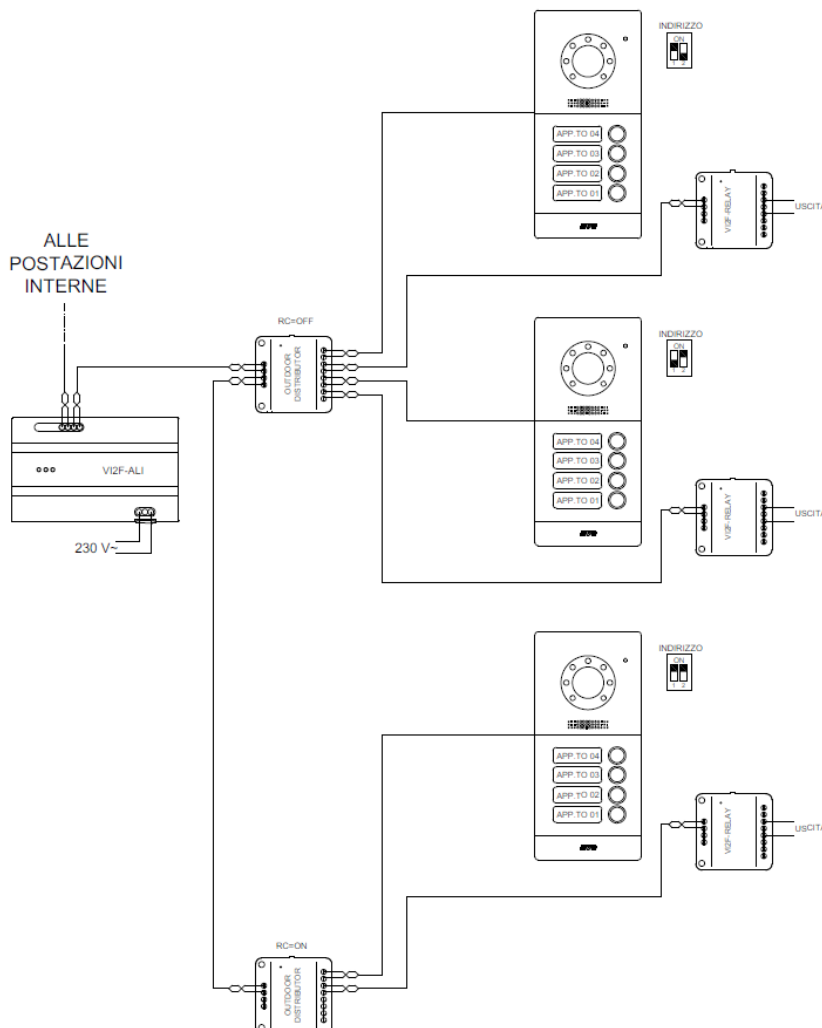 INDIRIZZO
ON
1 2
APP.TO 04
APP.TO 03
APP.TO 02
APP.TO 01
VI2F-RELAY
USCITA
ALLE
POSTAZIONI
INTERNE
RC=OFF
OUTDOOR
DISTRIBUTOR
INDIRIZZO
ON
1 2
APP.TO 04
APP.TO 03
APP.TO 02
APP.TO 01
VI2F-ALI
VI2F-RELAY
USCITA
230 V~
INDIRIZZO
ON
1 2
APP.TO 04
APP.TO 03
APP.TO 02
APP.TO 01
VI2F-RELAY
USCITA
RC=ON
OUTDOOR
DISTRIBUTOR